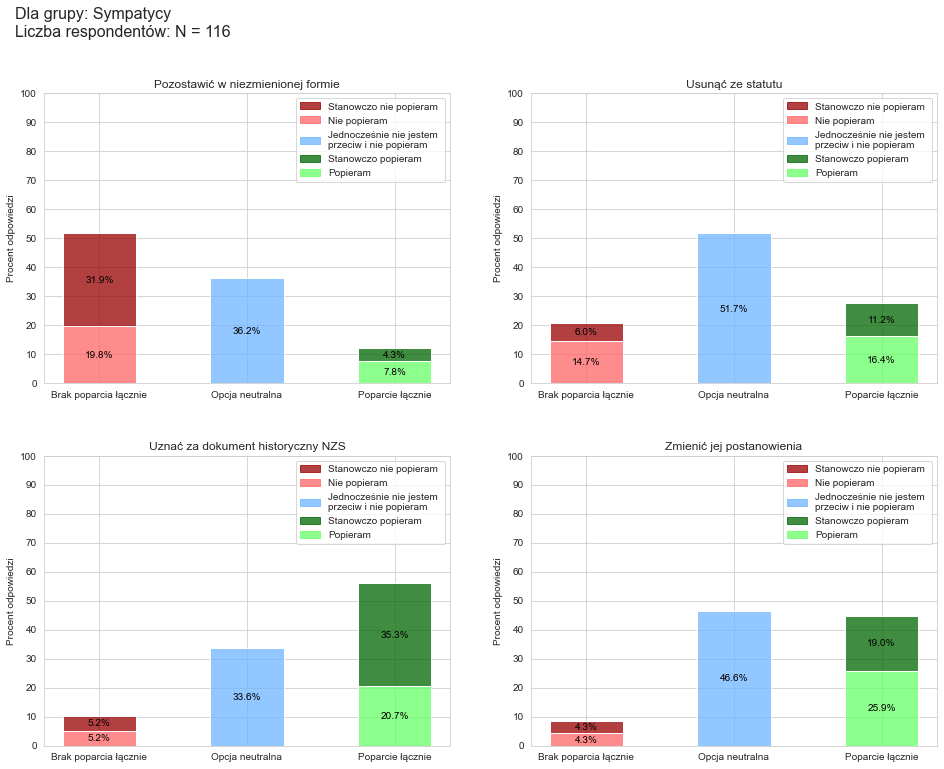 Dla grupy: Sympatycy
Liczba respondentów: N = 116
Pozostawić w niezmienionej formie
Procent odpowiedzi
100
90
80
70
60
50
40
30
20
10
0
Stanowczo nie popieram
Nie popieram
Jednocześnie nie jestem
przeciw i nie popieram
Stanowczo popieram
Popieram
31.9%
19.8%
36.2%
4.3%
7.8%
Brak poparcia łącznie
Opcja neutralna
Poparcie łącznie
Usunąć ze statutu
Procent odpowiedzi
100
90
80
70
60
50
40
30
20
10
0
Stanowczo nie popieram
Nie popieram
Jednocześnie nie jestem
przeciw i nie popieram
Stanowczo popieram
Popieram
6.0%
14.7%
51.7%
11.2%
16.4%
Brak poparcia łącznie
Opcja neutralna
Poparcie łącznie
Uznać za dokument historyczny NZS
Procent odpowiedzi
100
90
80
70
60
50
40
30
20
10
0
Stanowczo nie popieram
Nie popieram
Jednocześnie nie jestem
przeciw i nie popieram
Stanowczo popieram
Popieram
5.2%
5.2%
33.6%
35.3%
20.7%
Brak poparcia łącznie
Opcja neutralna
Poparcie łącznie
Zmienić jej postanowienia
Procent odpowiedzi
100
90
80
70
60
50
40
30
20
10
0
Stanowczo nie popieram
Nie popieram
Jednocześnie nie jestem
przeciw i nie popieram
Stanowczo popieram
Popieram
4.3%
4.3%
46.6%
19.0%
25.9%
Brak poparcia łącznie
Opcja neutralna
Poparcie łącznie